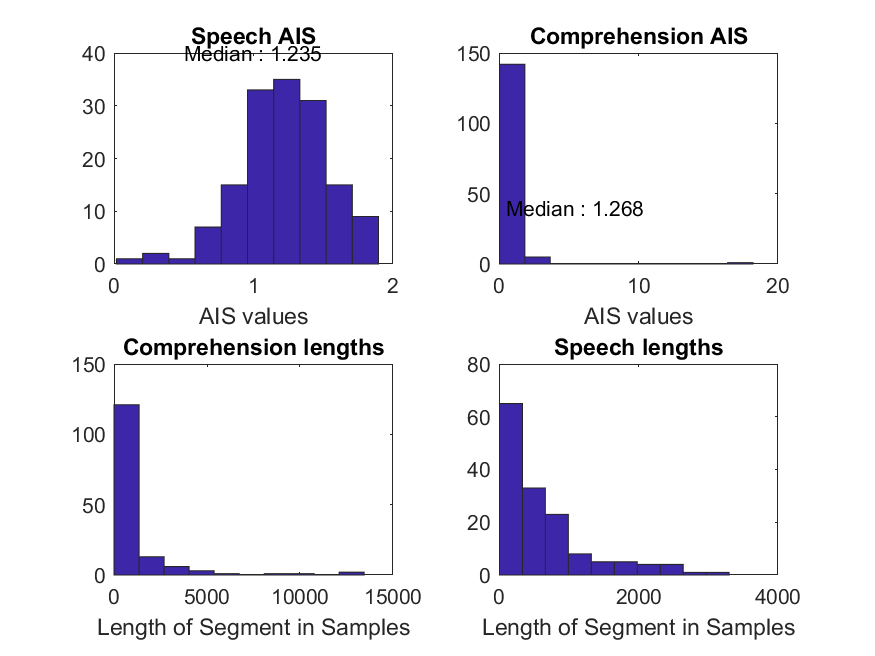 Speech AIS
Median : 1.235
40
30
20
10
0
0 1 2
AIS values
Comprehension AIS
150
100
50
Median : 1.268
0
0 10 20
AIS values
Comprehension lengths
150
100
50
0
0 5000 10000 15000
Length of Segment in Samples
Speech lengths
80
60
40
20
0
0 2000 4000
Length of Segment in Samples